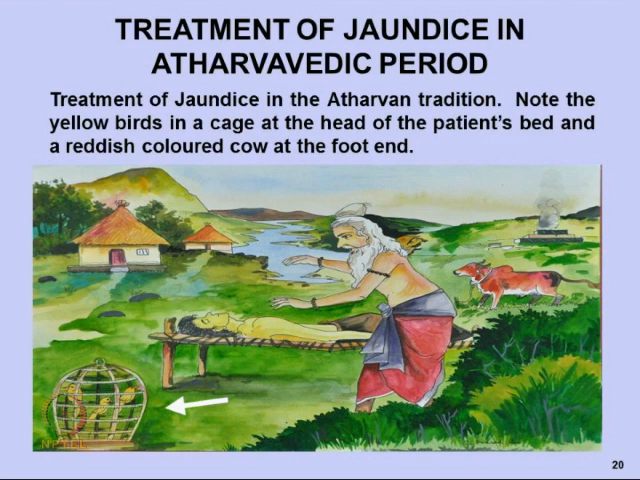 TREATMENT OF JAUNDICE IN
ATHARVAVEDIC PERIOD
Treatment of Jaundice in the Atharvan tradition. Note the
yellow birds in a cage at the head of the patient's bed and
a reddish coloured cow at the foot end.
NPTEL
20